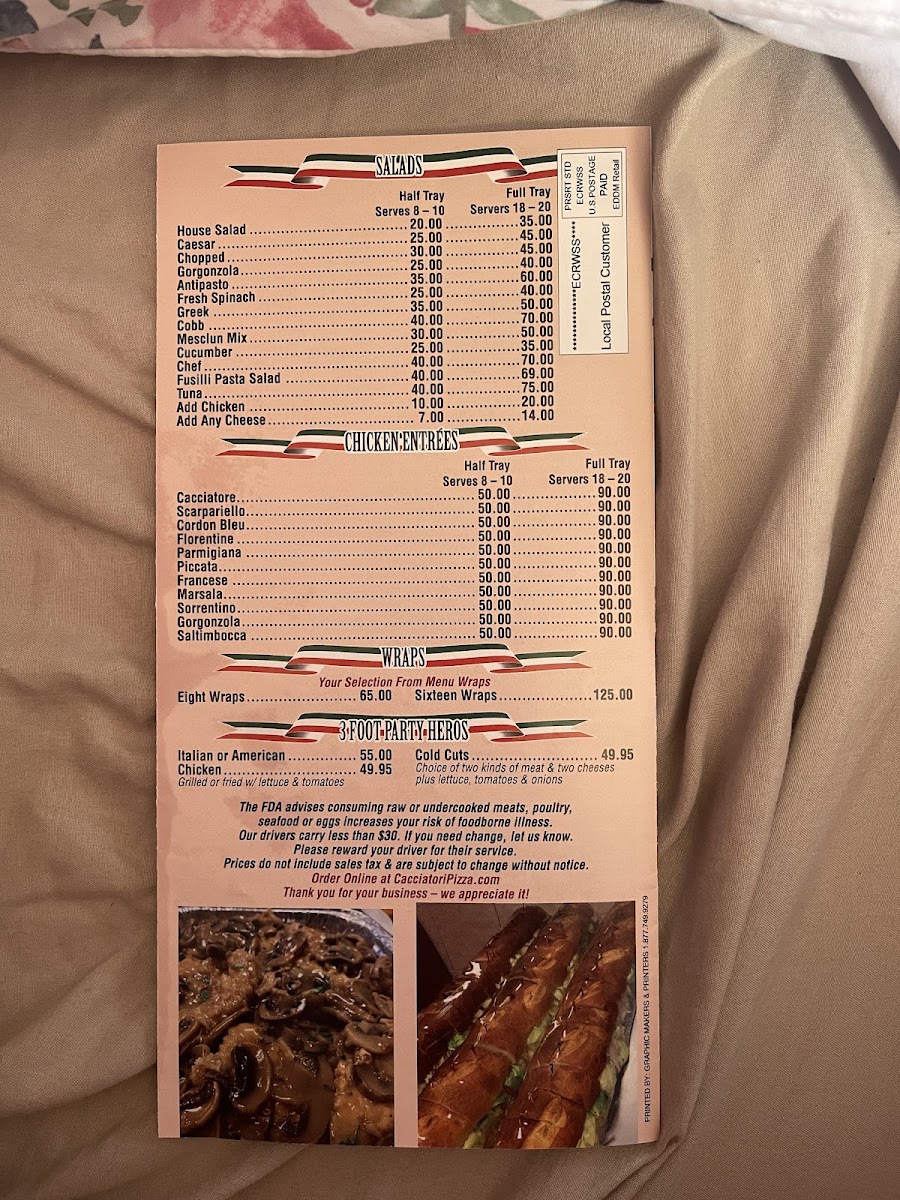 SALADS
Half Tray Full Tray
Serves 8 – 10 Servers 18 – 20
House Salad 20.00 35.00
Caesar 25.00 45.00
Chopped 30.00 45.00
Gorgonzola 25.00 40.00
Antipasto 35.00 60.00
Fresh Spinach 25.00 40.00
Greek 35.00 50.00
Cobb 40.00 70.00
Mesclun Mix 30.00 50.00
Cucumber 25.00 35.00
Chef 40.00 70.00
Fusilli Pasta Salad 40.00 69.00
Tuna 40.00 75.00
Add Chicken 10.00 20.00
Add Any Cheese 7.00 14.00
PRSRT STD
ECRWSS
U.S.POSTAGE
PAID
EDDM Retail
**************ECRWSS****
Local Postal Customer
CHICKEN ENTRÉES
Half Tray Full Tray
Serves 8 – 10 Servers 18 – 20
Cacciatore 50.00 90.00
Scarpariello 50.00 90.00
Cordon Bleu 50.00 90.00
Florentine 50.00 90.00
Parmigiana 50.00 90.00
Piccata 50.00 90.00
Francese 50.00 90.00
Marsala 50.00 90.00
Sorrentino 50.00 90.00
Gorgonzola 50.00 90.00
Saltimbocca 50.00 90.00
WRAPS
Your Selection From Menu Wraps
Eight Wraps 65.00 Sixteen Wraps 125.00
3 FOOT PARTY HEROS
Italian or American 55.00
Chicken 49.95
Grilled or fried w/ lettuce & tomatoes
Cold Cuts 49.95
Choice of two kinds of meat & two cheeses
plus lettuce, tomatoes & onions
The FDA advises consuming raw or undercooked meats, poultry,
seafood or eggs increases your risk of foodborne illness.
Our drivers carry less than $30. If you need change, let us know.
Please reward your driver for their service.
Prices do not include sales tax & are subject to change without notice.
Order Online at CacciatoriPizza.com
Thank you for your business – we appreciate it!
PRINTED BY: GRAPHIC MAKERS & PRINTERS 1.877.749.9279